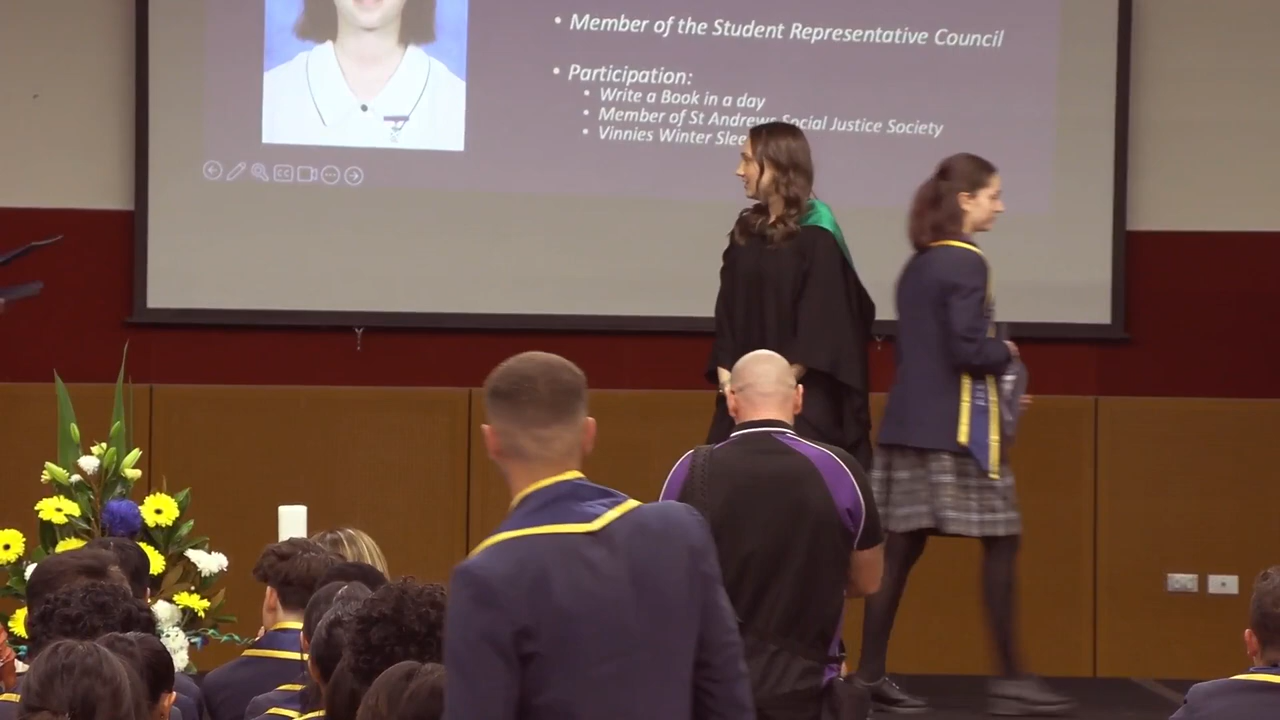 • Member of the Student Representative Council
• Participation:
• Write a Book in a day
• Member of St Andrews Social Justice Society
• Vinnies Winter
CC